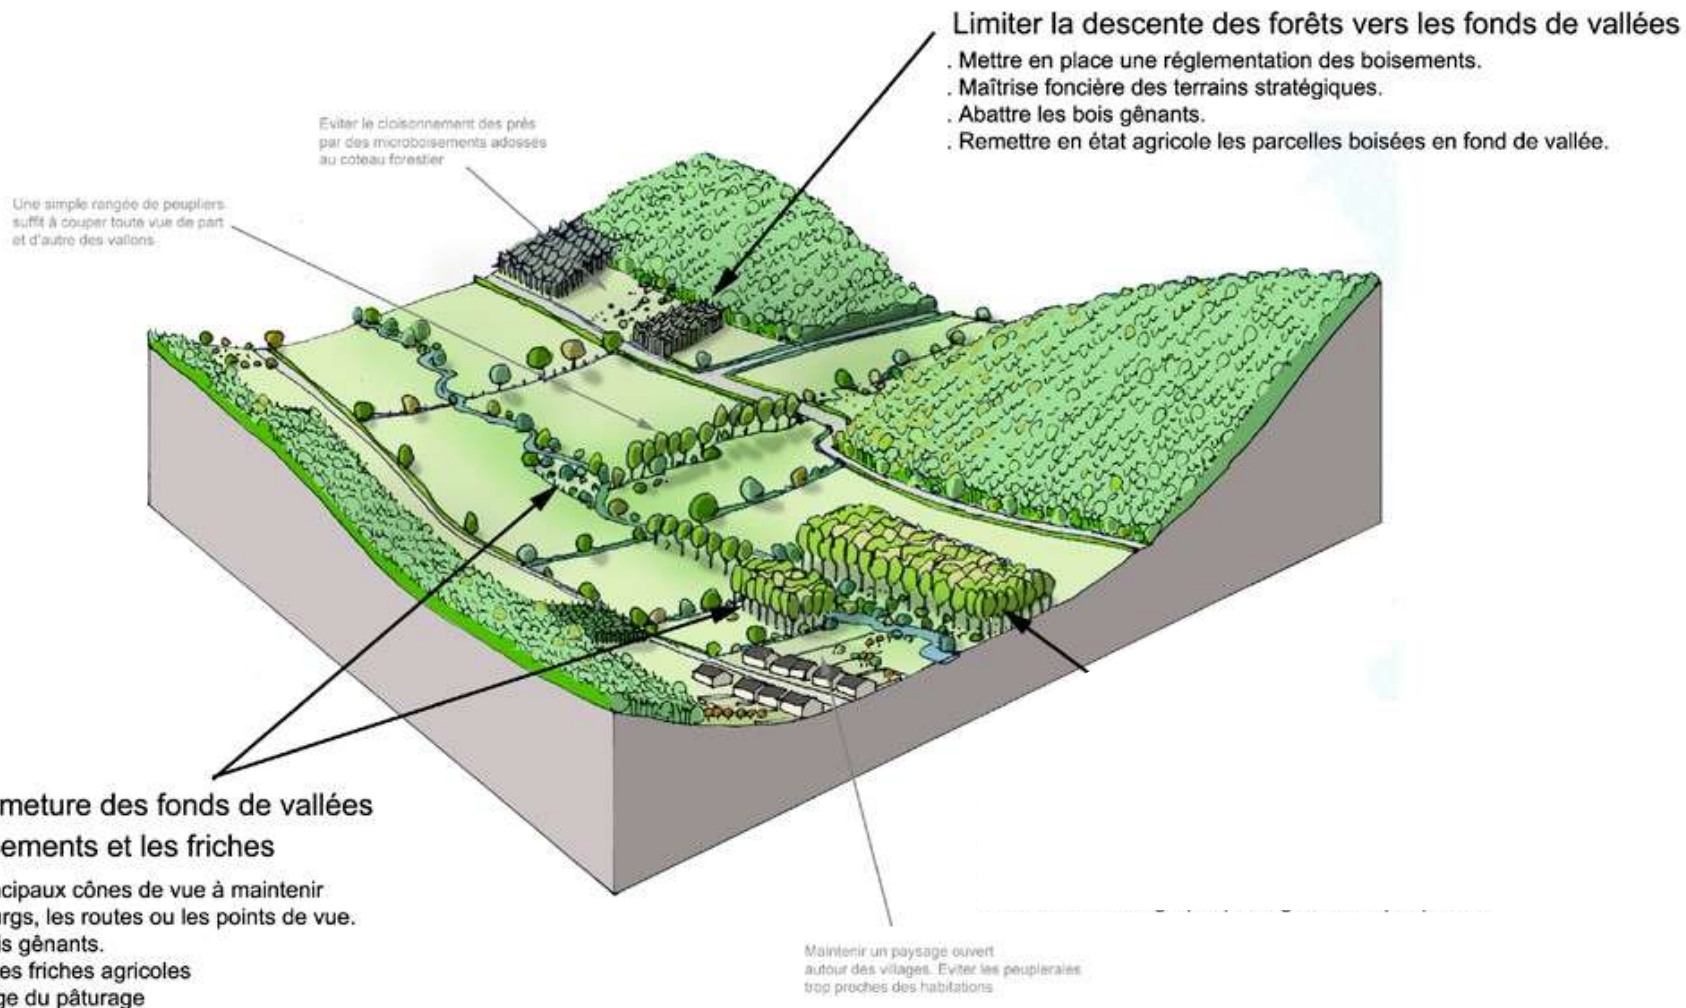 Limiter la descente des forêts vers les fonds de vallées
. Mettre en place une réglementation des boisements.
. Maîtrise foncière des terrains stratégiques.
. Abattre les bois gênants.
. Remettre en état agricole les parcelles boisées en fond de vallée.
Eviter le cloisonnement des prés
par des microboisements adossés
au coteau forestier
Une simple rangée de peupliers
suffit à couper toute vue de part
et d'autre des vallons
meture des fonds de vallées
ements et les friches
cipaux cônes de vue à maintenir
urgs, les routes ou les points de vue.
is gênants.
es friches agricoles
ge du pâturage
Maintenir un paysage ouvert
autour des villages. Eviter les peupleraies
trop proches des habitations